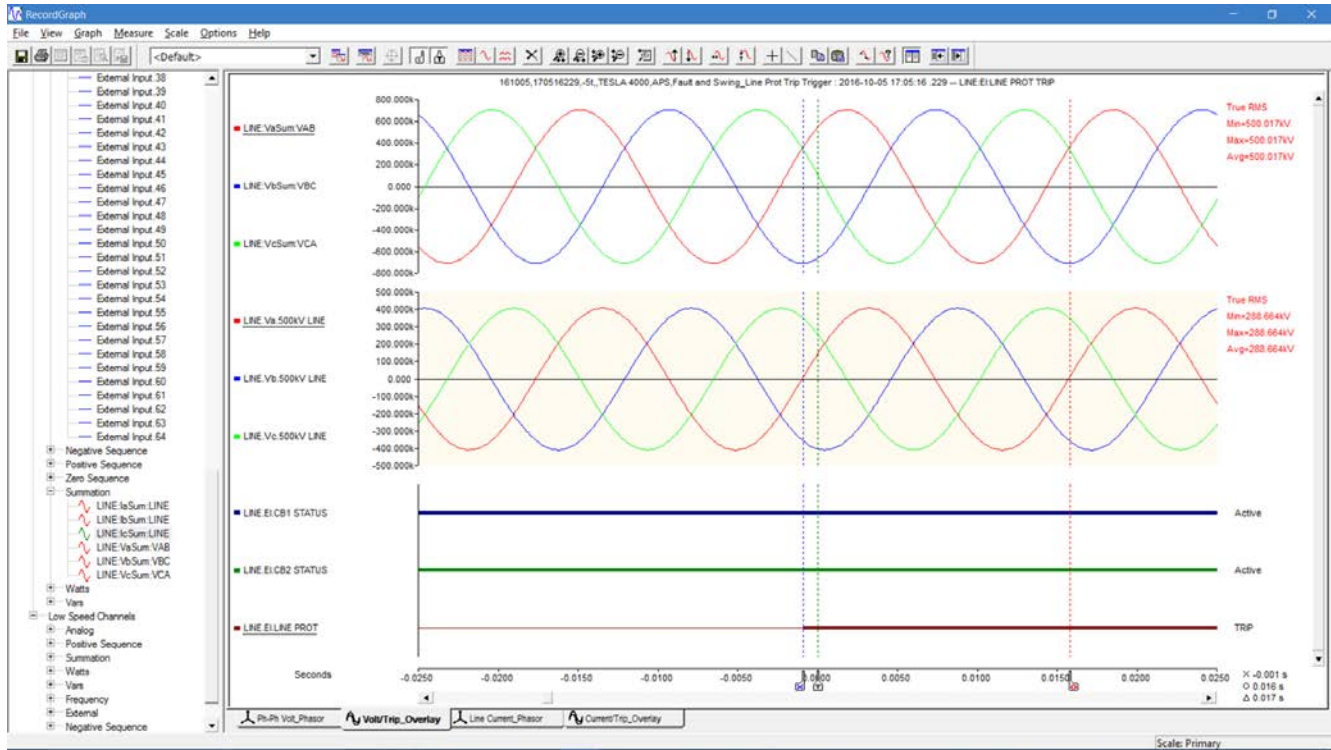 RecordGraph
File View Graph Measure Scale Options Help
<Default>
External Input.38
External Input.39
External Input.40
External Input.41
External Input.42
External Input.43
External Input.44
External Input.45
External Input.46
External Input.47
External Input.48
External Input.49
External Input.50
External Input.51
External Input.52
External Input.53
External Input.54
External Input.55
External Input.56
External Input.57
External Input.58
External Input.59
External Input.60
External Input.61
External Input.62
External Input.63
External Input.64
Negative Sequence
Positive Sequence
Zero Sequence
Summation
LINE:IaSum:LINE
LINE:IbSum:LINE
LINE:IcSum:LINE
LINE:VaSum:VAB
LINE:VbSum:VBC
LINE:VcSum:VCA
Watts
Vars
Low Speed Channels
Analog
Positive Sequence
Summation
Watts
Vars
Frequency
External
Negative Sequence
161005,170516229,-5t,,TESLA 4000,APS,Fault and Swing_Line Prot Trip Trigger : 2016-10-05 17:05:16 .229 -- LINE:EI:LINE PROT TRIP
LINE:VaSum:VAB
LINE:VbSum:VBC
LINE:VcSum:VCA
800.000k
600.000k
400.000k
200.000k
0.000
-200.000k
-400.000k
-600.000k
-800.000k
True RMS
Min=500.017kV
Max=500.017kV
Avg=500.017kV
LINE:Va.500kV LINE
LINE:Vb.500kV LINE
LINE:Vc.500kV LINE
500.000k
400.000k
300.000k
200.000k
100.000k
0.000
-100.000k
-200.000k
-300.000k
-400.000k
-500.000k
True RMS
Min=288.664kV
Max=288.664kV
Avg=288.664kV
LINE:EI:CB1 STATUS Active
LINE:EI:CB2 STATUS Active
LINE:EI:LINE PROT TRIP
Seconds -0.0250 -0.0200 -0.0150 -0.0100 -0.0050 0.0000 0.0050 0.0100 0.0150 0.0200 0.0250
X -0.001 s
O 0.016 s
Δ 0.017 s
Ph-Ph Volt_Phasor Volt/Trip_Overlay Line Current_Phasor Current/Trip_Overlay
Scale: Primary